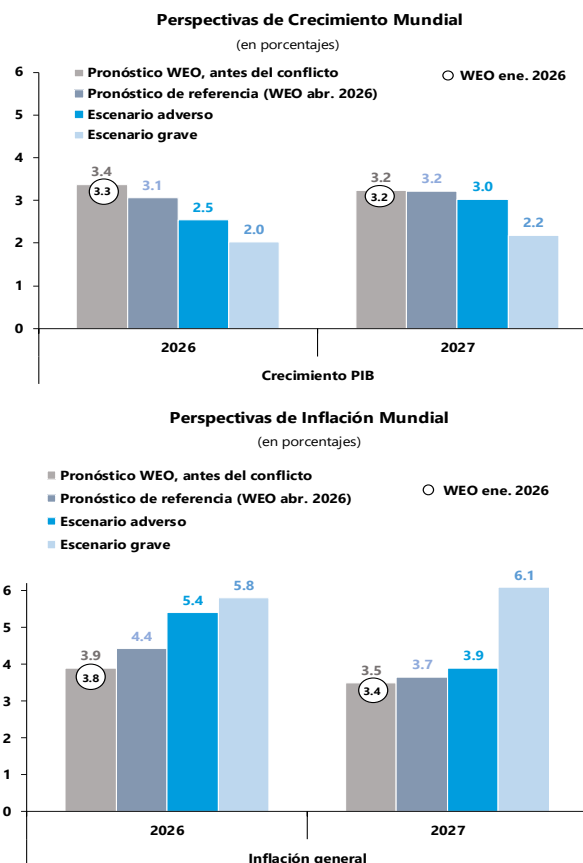 Perspectivas de Crecimiento Mundial
(en porcentajes)
6
5
4
3
2
1
0
Pronóstico WEO, antes del conflicto
Pronóstico de referencia (WEO abr. 2026)
Escenario adverso
Escenario grave
WEO ene. 2026
3.4
3.3
3.1
2.5
2.0
3.2
3.2
3.2
3.0
2.2
2026
2027
Crecimiento PIB
Perspectivas de Inflación Mundial
(en porcentajes)
Pronóstico WEO, antes del conflicto
Pronóstico de referencia (WEO abr. 2026)
Escenario adverso
Escenario grave
WEO ene. 2026
6
5
4
3
2
1
0
3.9
3.8
4.4
5.4
5.8
3.5
3.4
3.7
3.9
6.1
2026
2027
Inflación general